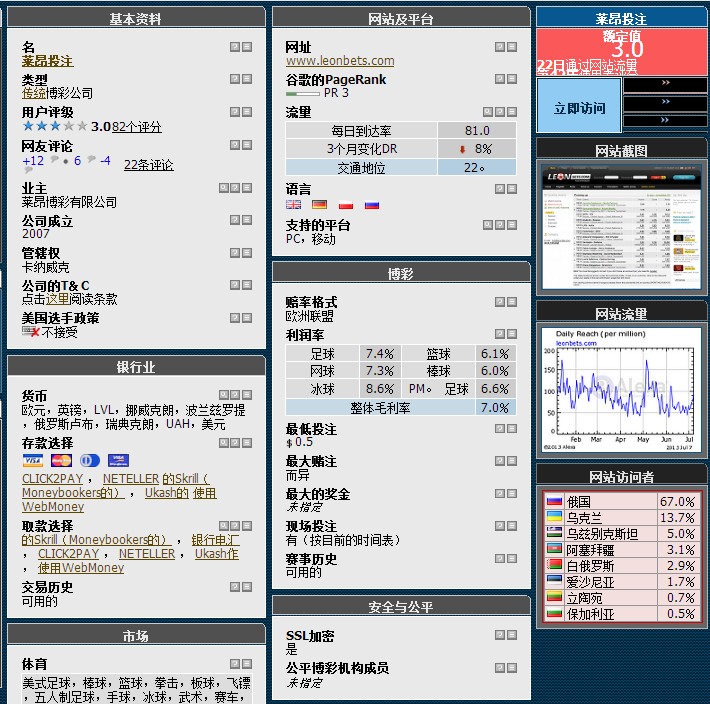 基本资料
名
莱昂投注
类型
传统博彩公司
用户评级
3.0 82个评分
网友评论
+12 6 -4 22条评论
业主
莱昂博彩有限公司
公司成立
2007
管辖权
卡纳威克
公司的T& C
点击这里阅读条款
美国选手政策
不接受
银行业
货币
欧元，英镑，LVL，挪威克朗，波兰兹罗提
，俄罗斯卢布，瑞典克朗，UAH，美元
存款选择
VISA
CLICK2PAY ， NETELLER 的Skrill（
Moneybookers的） ， Ukash的 使用
WebMoney
取款选择
的Skrill（Moneybookers的） ， 银行电汇
， CLICK2PAY ， NETELLER ， Ukash作
， 使用WebMoney
交易历史
可用的
市场
体育
美式足球，棒球，篮球，拳击，板球，飞镖
，五人制足球，手球，冰球，武术，赛车，
网站及平台
网址
www.leonbets.com
谷歌的PageRank
PR 3
流量
每日到达率 81.0
3个月变化DR 8%
交通地位 22。
语言
支持的平台
PC，移动
博彩
赔率格式
欧洲联盟
利润率
足球 7.4% 篮球 6.1%
网球 7.3% 棒球 6.0%
冰球 8.6% PM。 足球 6.6%
整体毛利率 7.0%
最低投注
$ 0.5
最大赌注
而异
最大的奖金
未指定
现场投注
有（按目前的时间表）
赛事历史
可用的
安全与公平
SSL加密
是
公平博彩机构成员
未指定
莱昂投注
额定值
3.0
22日通过网站流量
立即访问
>>
>>
>>
网站截图
LEON
网站流量
Daily Reach (per million)
leonbets.com
200
150
100
50
0
Alexa
Feb Mar Apr May Jun Jul
©2013 Alexa 2013 Jul 7
网站访问者
俄国 67.0%
乌克兰 13.7%
乌兹别克斯坦 5.0%
阿塞拜疆 3.1%
白俄罗斯 2.9%
爱沙尼亚 1.7%
立陶宛 0.7%
保加利亚 0.5%